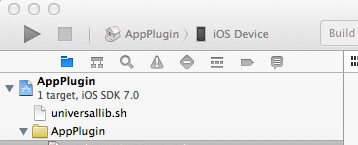 AppPlugin iOS Device Build
AppPlugin
1 target, iOS SDK 7.0
universallib.sh
AppPlugin